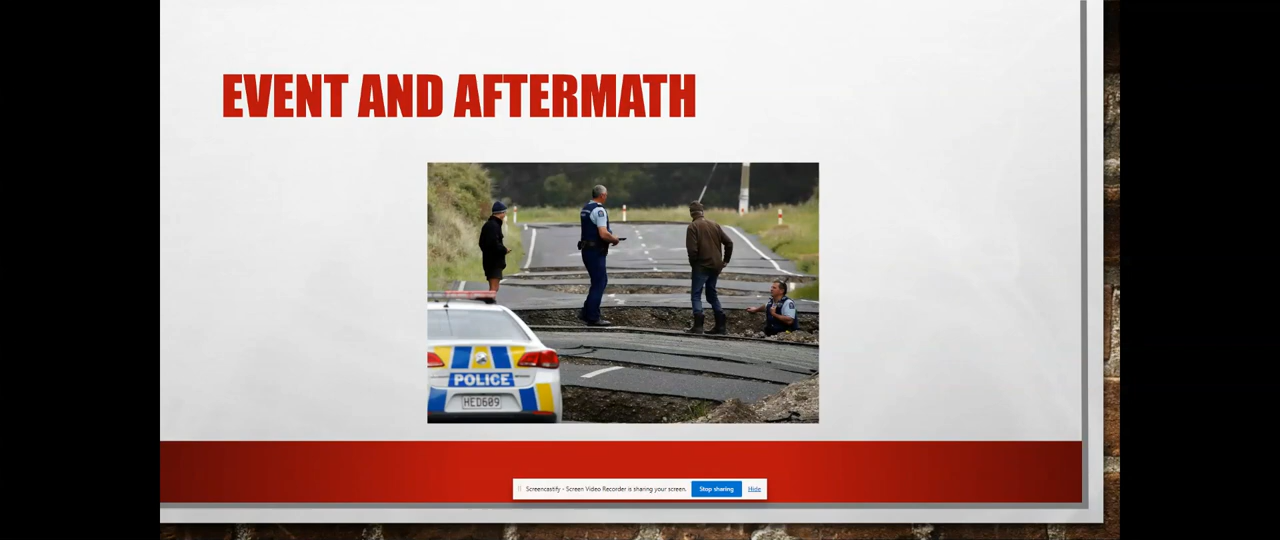 EVENT AND AFTERMATH
POLICE
HED609
Screencastify - Screen Video Recorder is sharing your screen.
Stop sharing
Hide